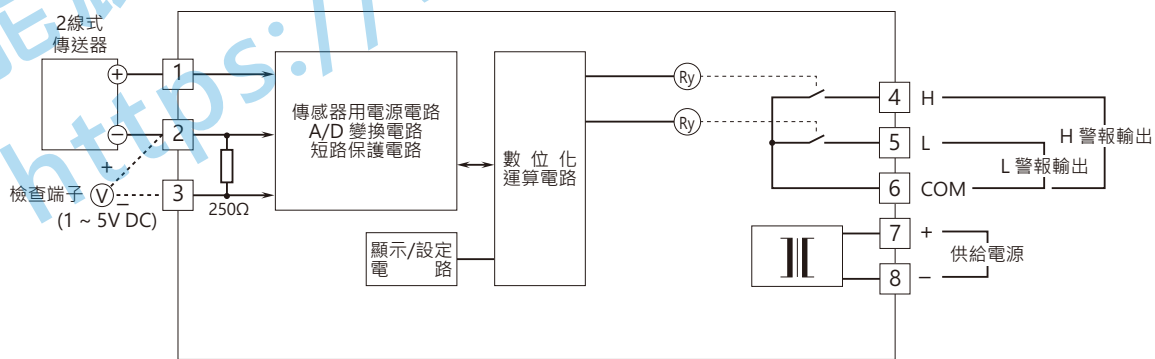 2線式
傳送器
+
−
1
2
3
+
檢查端子
V
−
(1 ~ 5V DC)
250Ω
傳感器用電源電路
A/D 變換電路
短路保護電路
顯示/設定
電 路
數 位 化
運算電路
Ry
Ry
4 H
5 L
6 COM
7 +
8 −
H 警報輸出
L 警報輸出
供給電源
https://